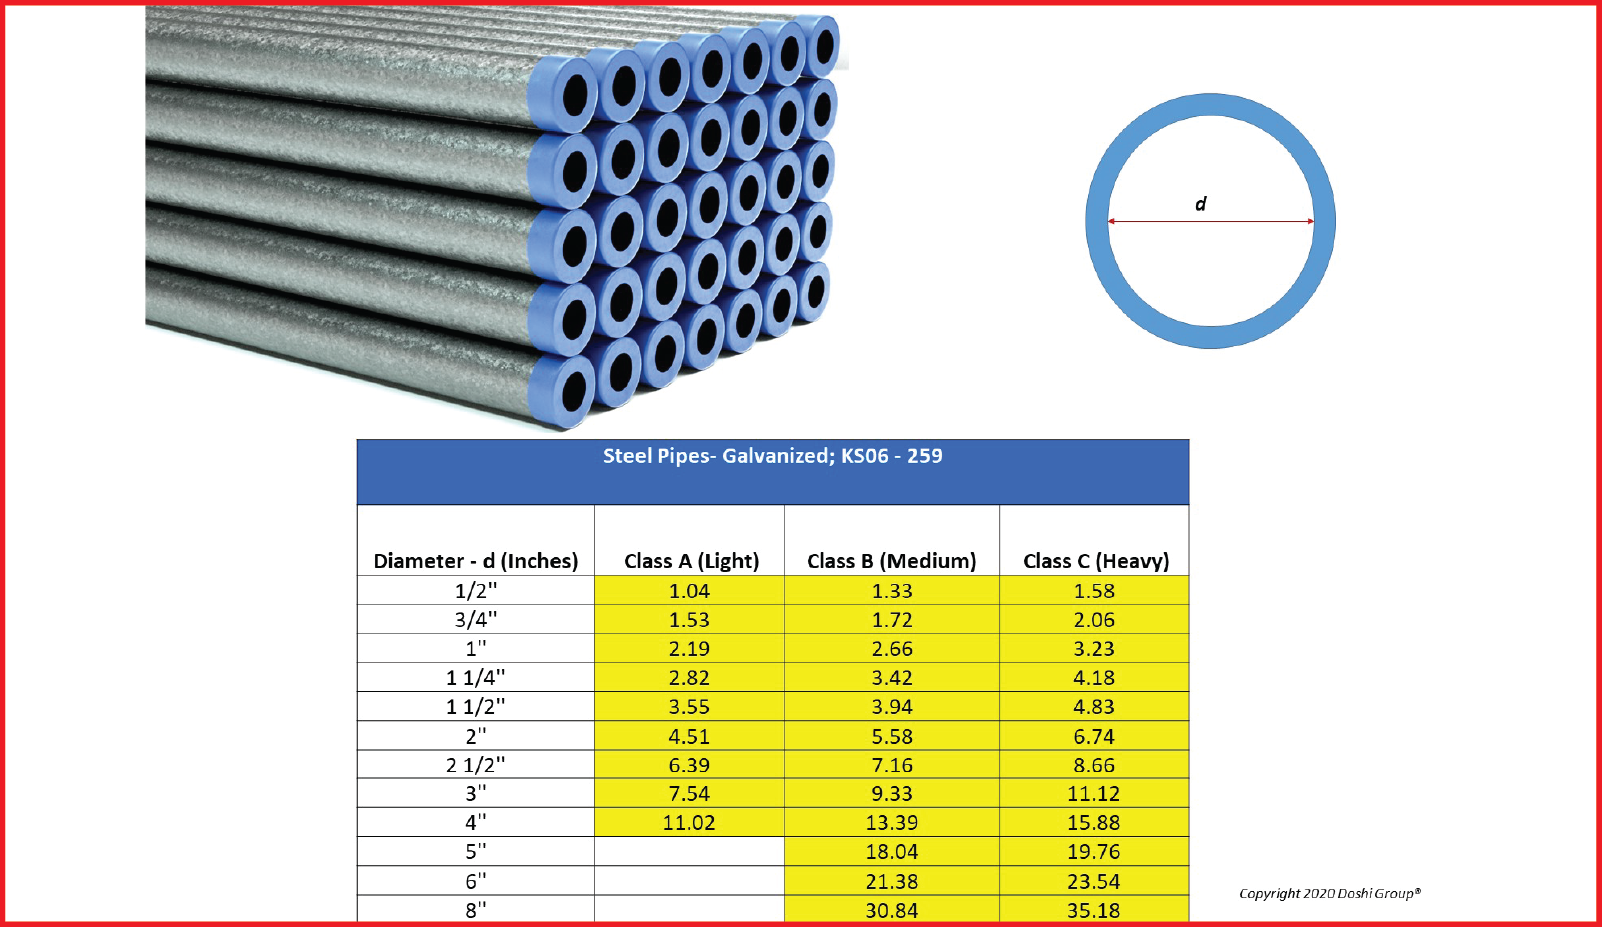 d
Steel Pipes- Galvanized; KS06 - 259
Diameter - d (Inches) Class A (Light) Class B (Medium) Class C (Heavy)
1/2" 1.04 1.33 1.58
3/4" 1.53 1.72 2.06
1" 2.19 2.66 3.23
1 1/4" 2.82 3.42 4.18
1 1/2" 3.55 3.94 4.83
2" 4.51 5.58 6.74
2 1/2" 6.39 7.16 8.66
3" 7.54 9.33 11.12
4" 11.02 13.39 15.88
5" 18.04 19.76
6" 21.38 23.54
8" 30.84 35.18
Copyright 2020 Doshi Group®